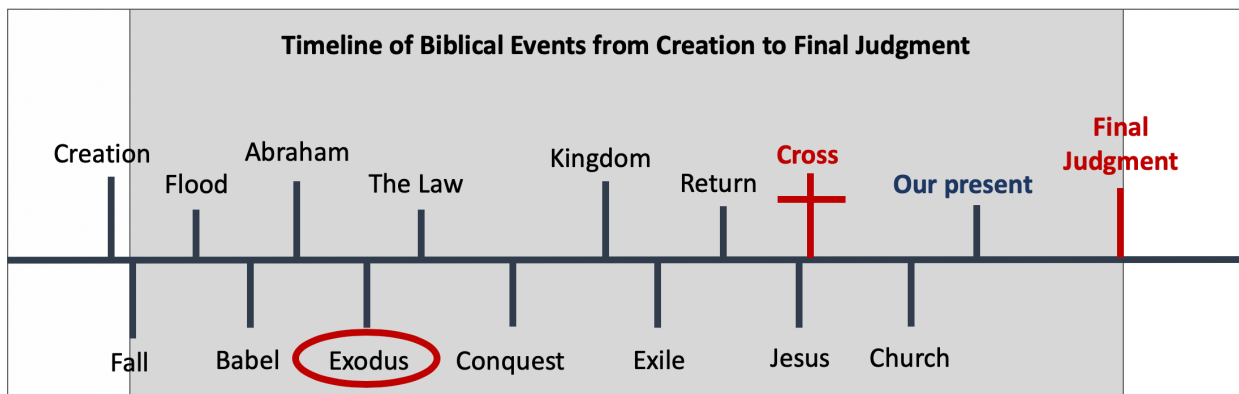 Timeline of Biblical Events from Creation to Final Judgment
Creation
Flood
Abraham
The Law
Kingdom
Return
Cross
Our present
Final
Judgment
Fall
Babel
Exodus
Conquest
Exile
Jesus
Church